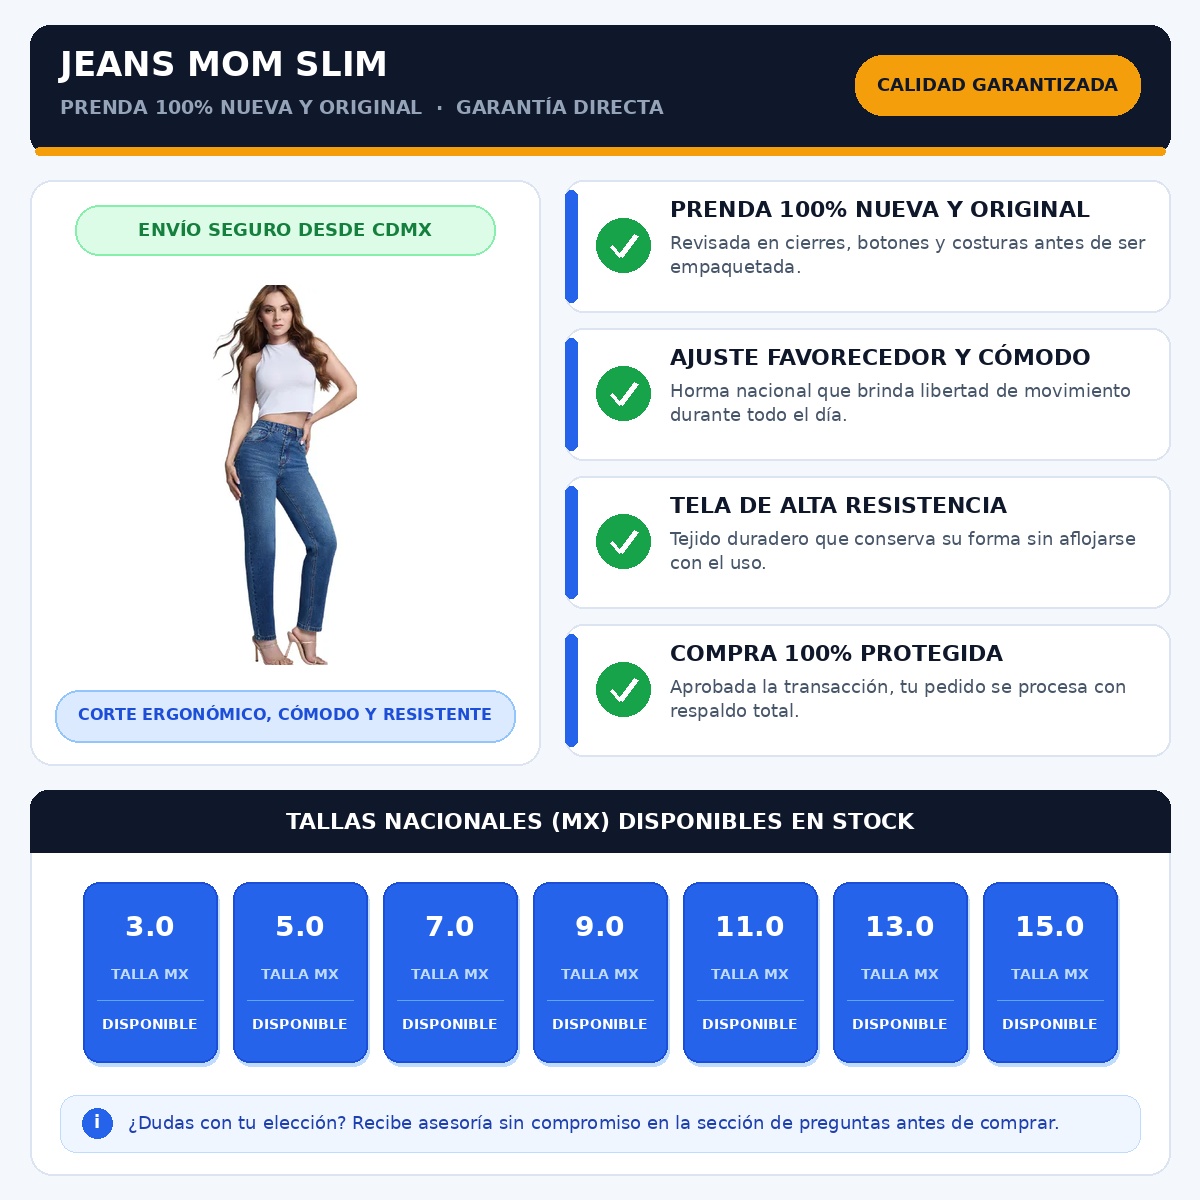 JEANS MOM SLIM
PRENDA 100% NUEVA Y ORIGINAL · GARANTÍA DIRECTA
CALIDAD GARANTIZADA
ENVÍO SEGURO DESDE CDMX
CORTE ERGONÓMICO, CÓMODO Y RESISTENTE
PRENDA 100% NUEVA Y ORIGINAL
Revisada en cierres, botones y costuras antes de ser
empaquetada.
AJUSTE FAVORECEDOR Y CÓMODO
Horma nacional que brinda libertad de movimiento
durante todo el día.
TELA DE ALTA RESISTENCIA
Tejido duradero que conserva su forma sin aflojarse
con el uso.
COMPRA 100% PROTEGIDA
Aprobada la transacción, tu pedido se procesa con
respaldo total.
TALLAS NACIONALES (MX) DISPONIBLES EN STOCK
3.0
TALLA MX
DISPONIBLE
5.0
TALLA MX
DISPONIBLE
7.0
TALLA MX
DISPONIBLE
9.0
TALLA MX
DISPONIBLE
11.0
TALLA MX
DISPONIBLE
13.0
TALLA MX
DISPONIBLE
15.0
TALLA MX
DISPONIBLE
i ¿Dudas con tu elección? Recibe asesoría sin compromiso en la sección de preguntas antes de comprar.